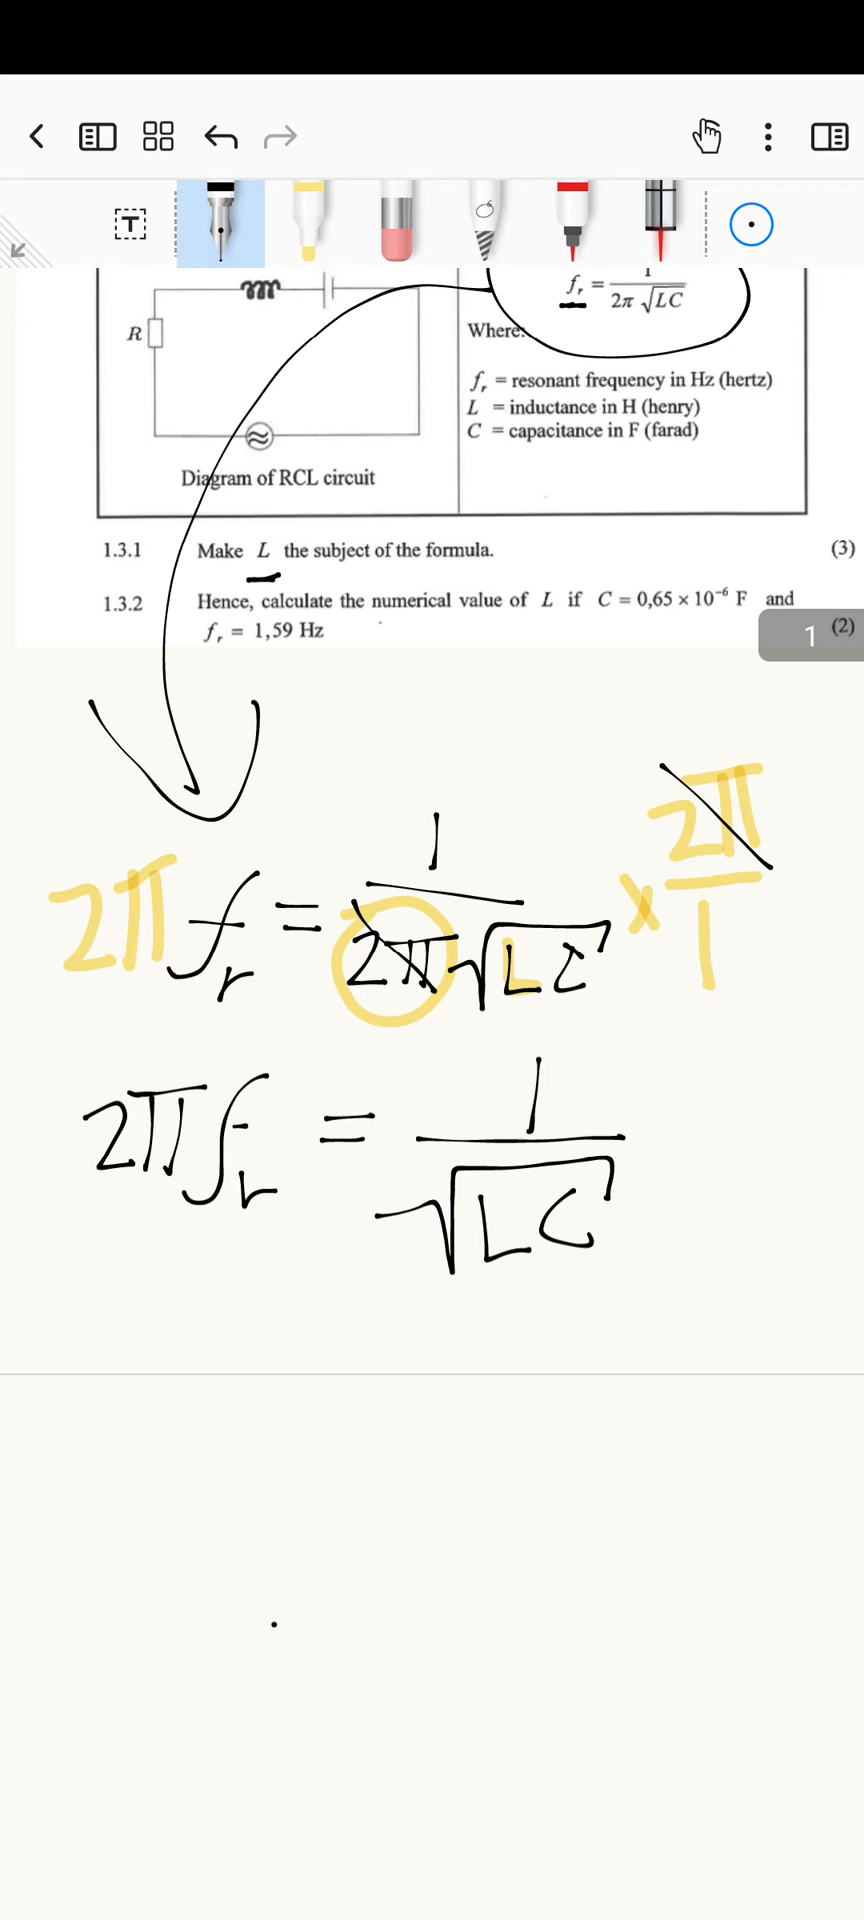 T
1
fr = ———
2π √LC
R
Where:
fr = resonant frequency in Hz (hertz)
L = inductance in H (henry)
C = capacitance in F (farad)
Diagram of RCL circuit
1.3.1 Make L the subject of the formula. (3)
1.3.2 Hence, calculate the numerical value of L if C = 0,65 × 10⁻⁶ F and
fr = 1,59 Hz (2)
1
2π fr = 1 / 2π√LC × 2π / 1
2π fr = 1 / √LC